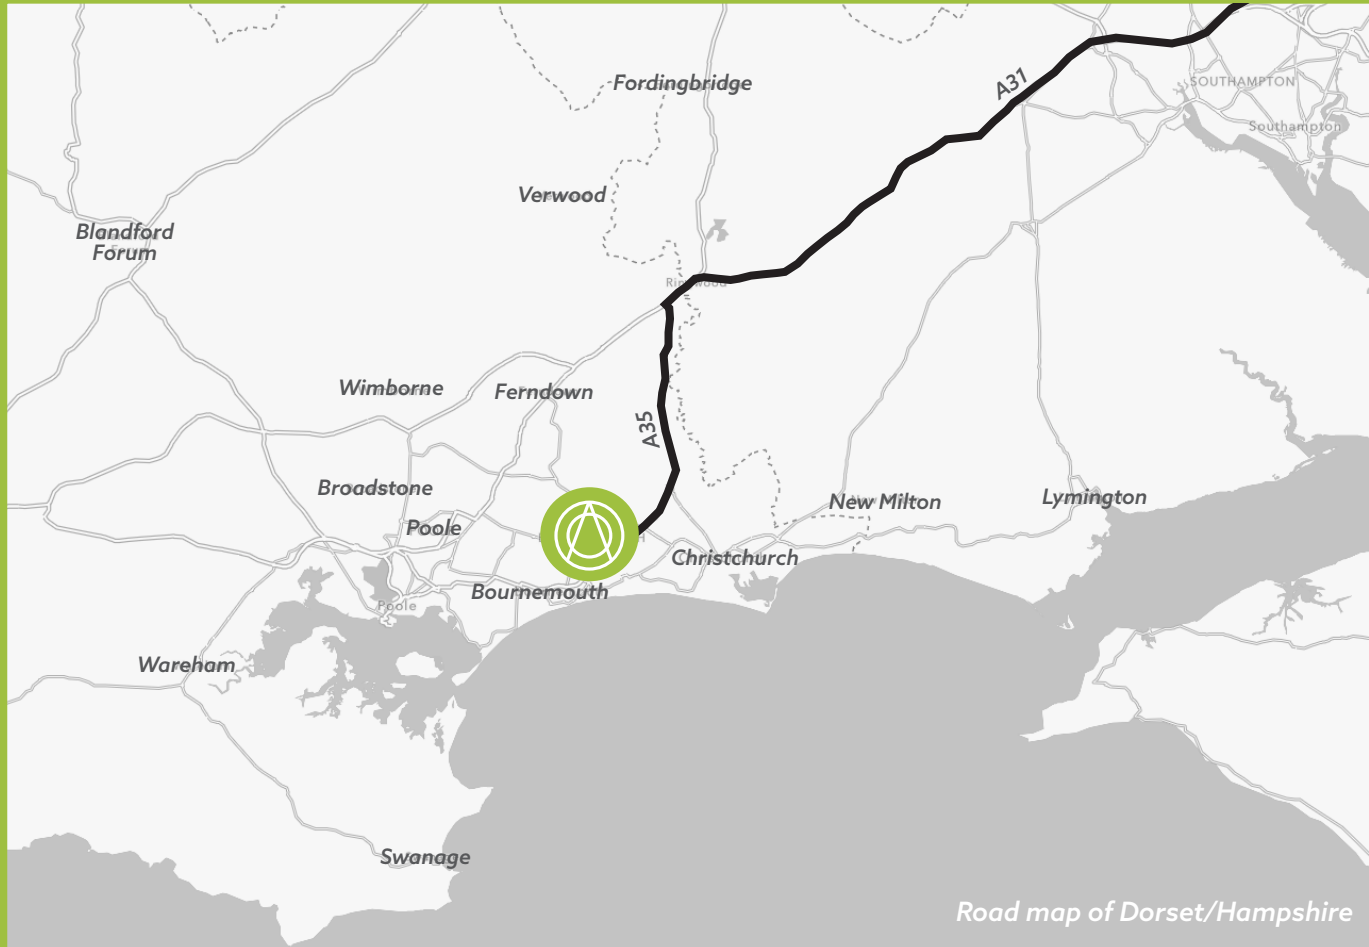 Fordingbridge
A31
SOUTHAMPTON
Southampton
Verwood
Blandford
Forum
Ringwood
Wimborne
Ferndown
A35
Broadstone
New Milton
Lymington
Poole
Christchurch
Bournemouth
Poole
Wareham
Swanage
Road map of Dorset/Hampshire